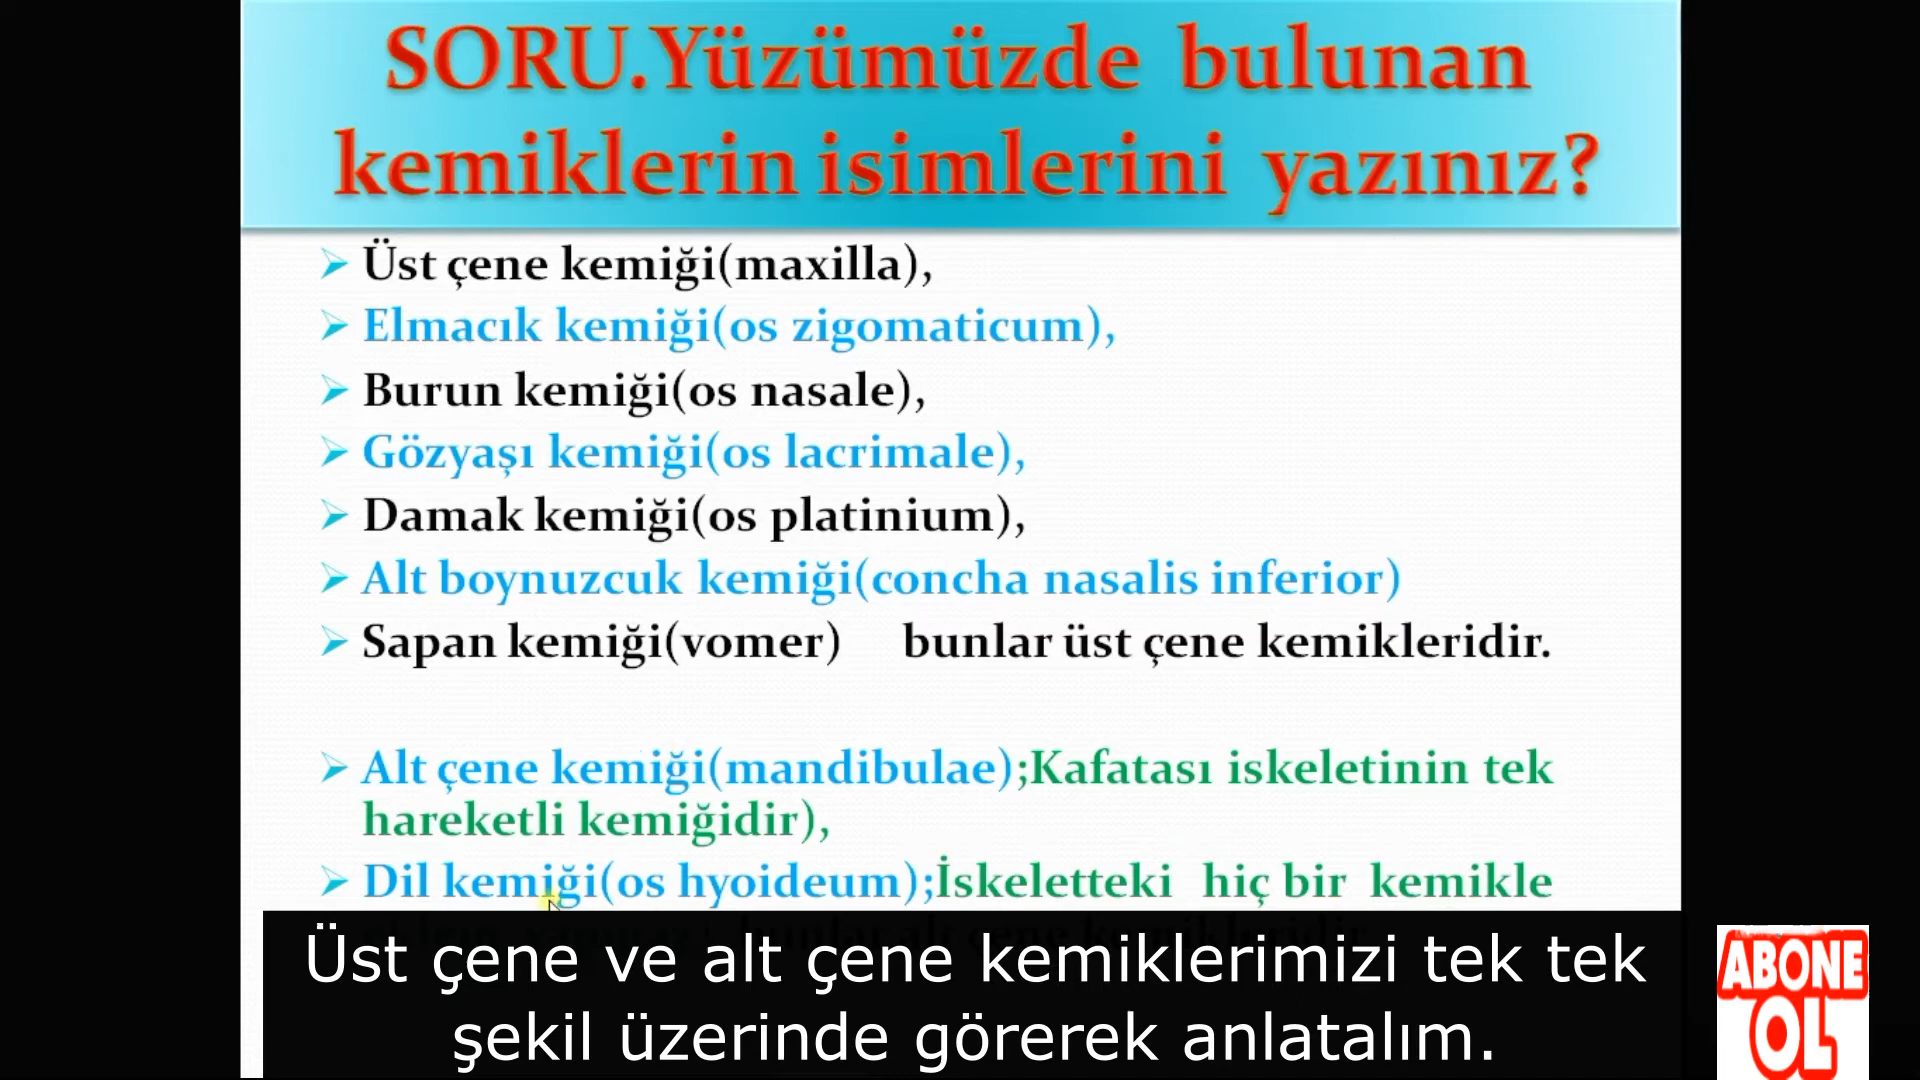 SORU.Yüzümüzde bulunan
kemiklerin isimlerini yazınız?
Üst çene kemiği(maxilla),
Elmacık kemiği(os zigomaticum),
Burun kemiği(os nasale),
Gözyaşı kemiği(os lacrimale),
Damak kemiği(os platinium),
Alt boynuzcuk kemiği(concha nasalis inferior)
Sapan kemiği(vomer) bunlar üst çene kemikleridir.
Alt çene kemiği(mandibulae);Kafatası iskeletinin tek
hareketli kemiğidir),
Dil kemiği(os hyoideum);İskeletteki hiç bir kemikle
Üst çene ve alt çene kemiklerimizi tek tek
şekil üzerinde görerek anlatalım.
ABONE
OL